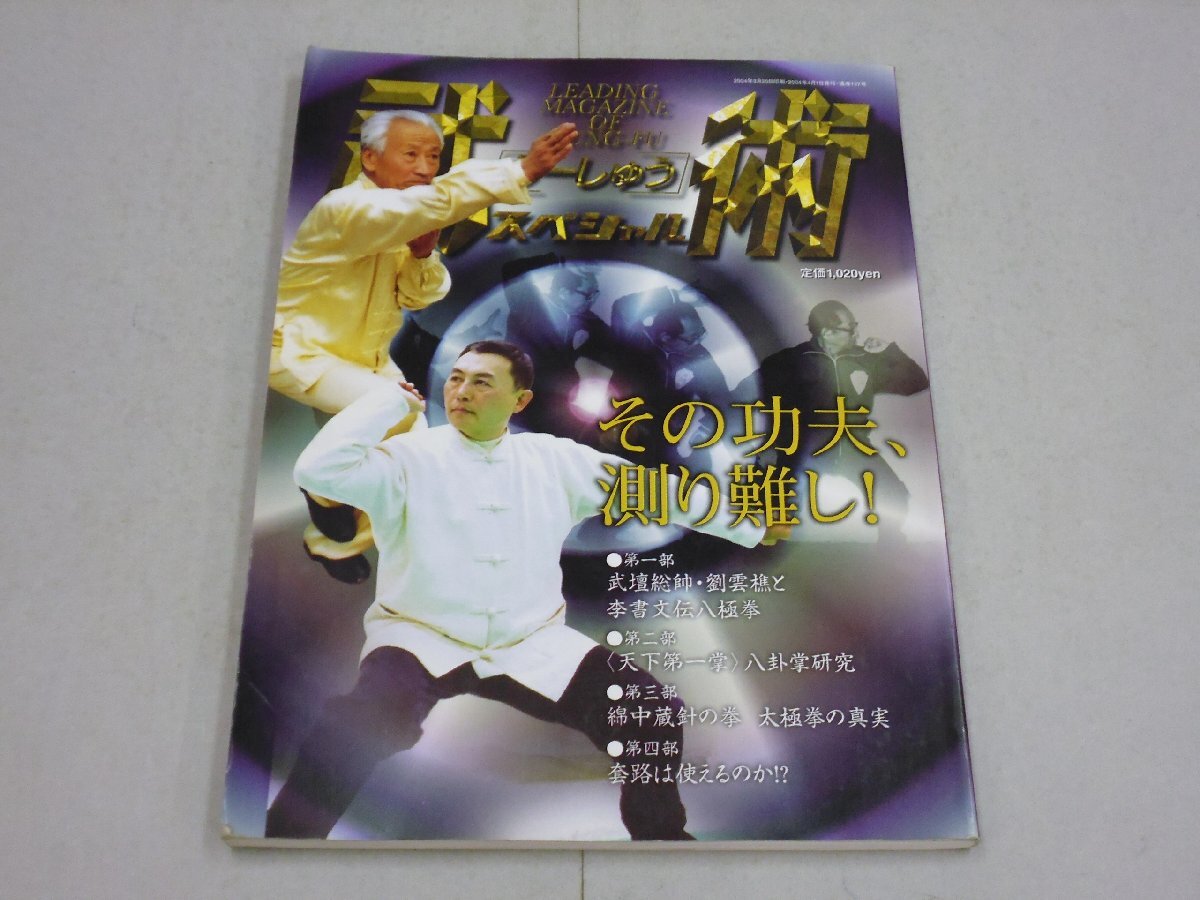 LEADING
MAGAZINE
OF
武術
うーしゅう
スペシャル
定価1,020yen
その功夫、
測り難し!
●第一部
武壇総帥・劉雲樵と
李書文伝八極拳
●第二部
〈天下第一掌〉八卦掌研究
●第三部
綿中蔵針の拳 太極拳の真実
●第四部
套路は使えるのか!?